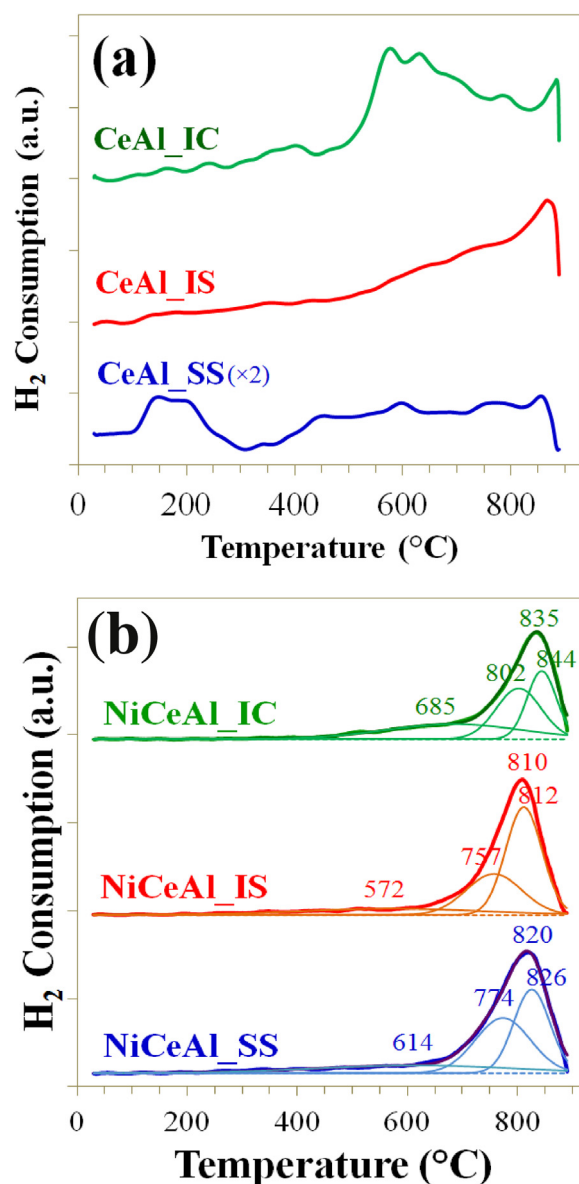 (a)
CeAl_IC
CeAl_IS
CeAl_SS (×2)
H2 Consumption (a.u.)
0 200 400 600 800
Temperature (°C)
(b)
835
844
802
685
NiCeAl_IC
810
812
757
572
NiCeAl_IS
820
826
774
614
NiCeAl_SS
H2 Consumption (a.u.)
0 200 400 600 800
Temperature (°C)